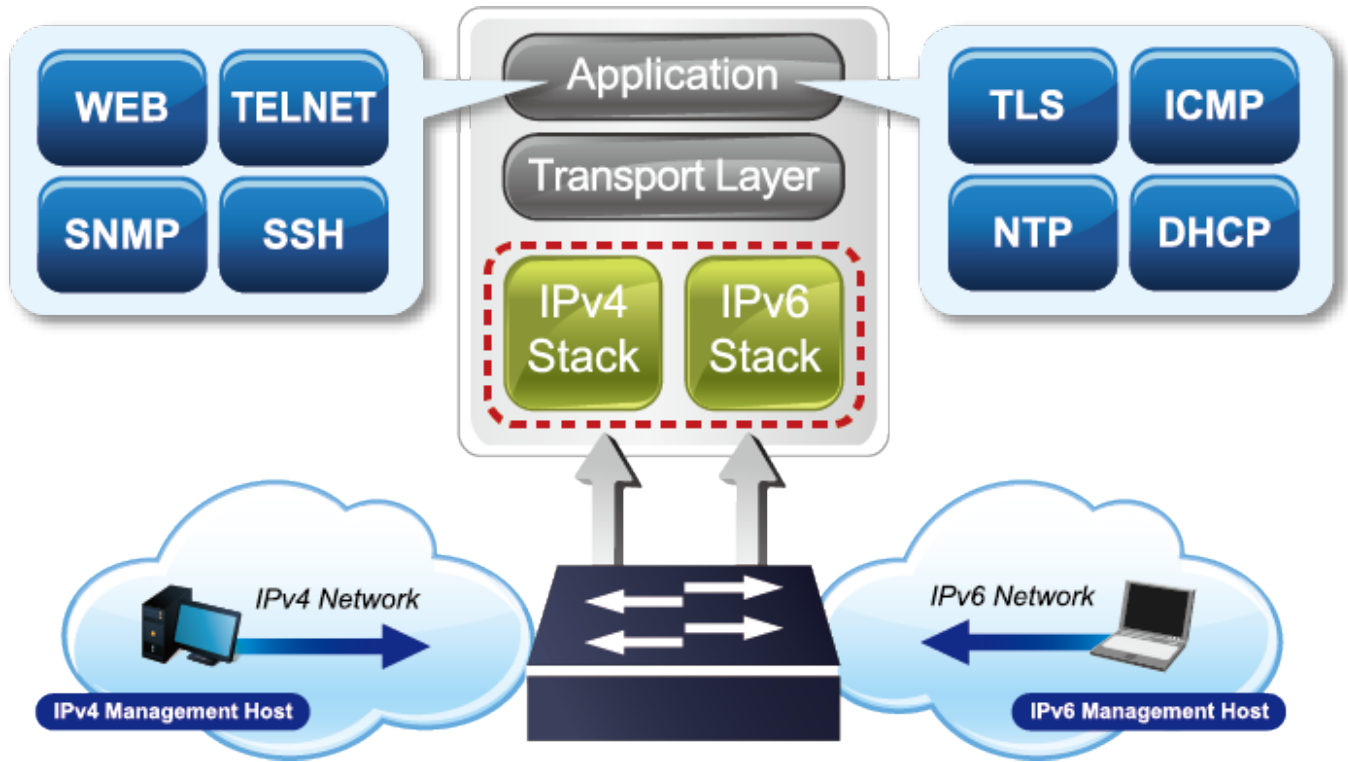 WEB
TELNET
SNMP
SSH
Application
Transport Layer
IPv4
Stack
IPv6
Stack
TLS
ICMP
NTP
DHCP
IPv4 Network
IPv4 Management Host
IPv6 Network
IPv6 Management Host